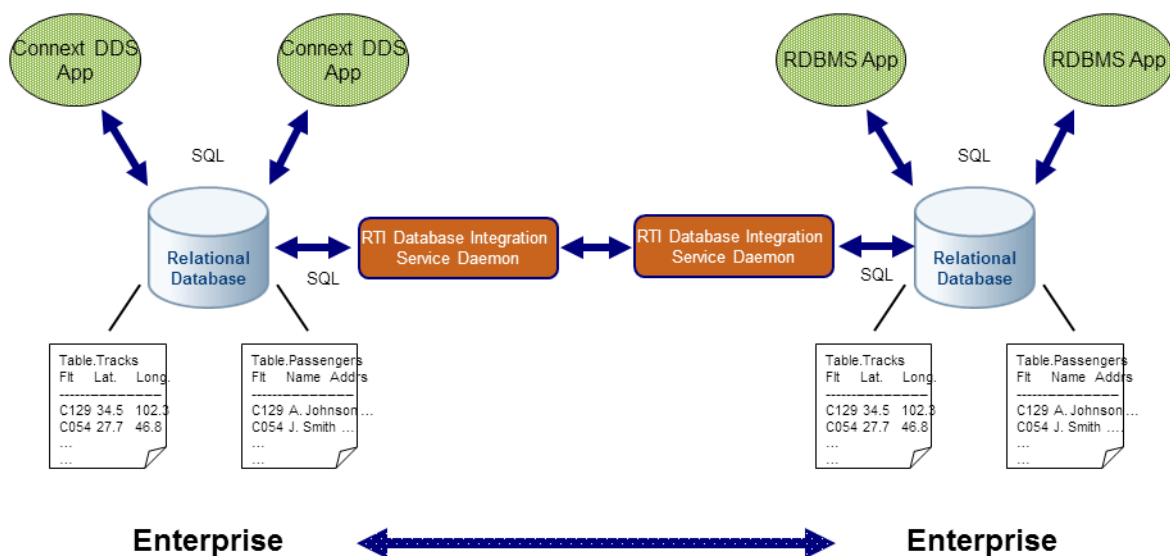 Connext DDS
App
Connext DDS
App
RDBMS App
RDBMS App
SQL
SQL
Relational
Database
RTI Database Integration
Service Daemon
RTI Database Integration
Service Daemon
Relational
Database
SQL
SQL
Table.Tracks
Flt Lat. Long.
-------------------
C129 34.5 102.3
C054 27.7 46.8
...
...
Table.Passengers
Flt Name Addrs
-------------------
C129 A. Johnson ...
C054 J. Smith ....
...
...
Table.Tracks
Flt Lat. Long.
-------------------
C129 34.5 102.3
C054 27.7 46.8
...
...
Table.Passengers
Flt Name Addrs
-------------------
C129 A. Johnson ...
C054 J. Smith ....
...
...
Enterprise
Enterprise